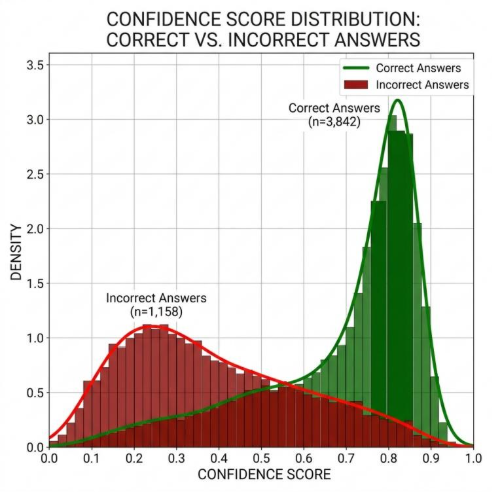 CONFIDENCE SCORE DISTRIBUTION:
CORRECT VS. INCORRECT ANSWERS
Correct Answers
Incorrect Answers
Correct Answers
(n=3,842)
Incorrect Answers
(n=1,158)
DENSITY
3.5
3.0
2.5
2.0
1.5
1.0
0.5
0.0
0.0 0.1 0.2 0.3 0.4 0.5 0.6 0.7 0.8 0.9 1.0
CONFIDENCE SCORE